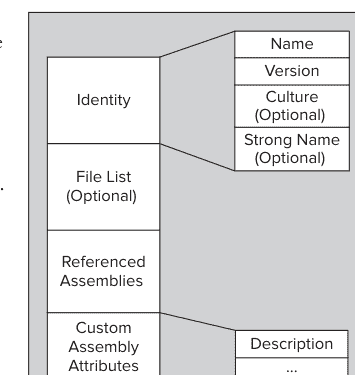 Identity
Name
Version
Culture
(Optional)
Strong Name
(Optional)
File List
(Optional)
Referenced
Assemblies
Custom
Assembly
Attributes
Description
...